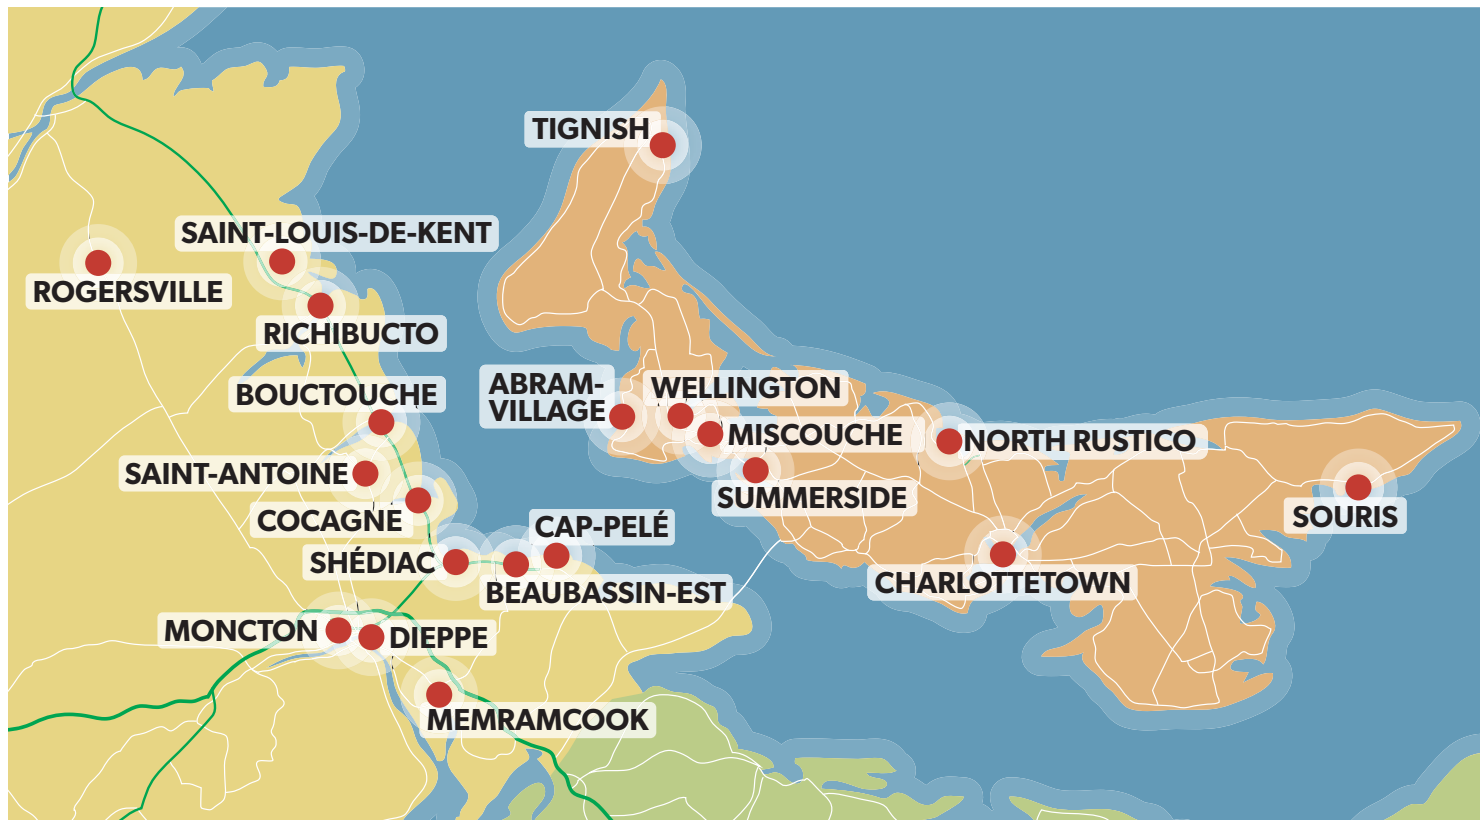 TIGNISH
SAINT-LOUIS-DE-KENT
ROGERSVILLE
RICHIBUCTO
BOUCTOUCHE
ABRAM-
VILLAGE
WELLINGTON
MISCOUCHE
NORTH RUSTICO
SAINT-ANTOINE
SUMMERSIDE
COCAGNE
SOURIS
CAP-PELÉ
SHÉDIAC
CHARLOTTETOWN
BEAUBASSIN-EST
MONCTON
DIEPPE
MEMRAMCOOK